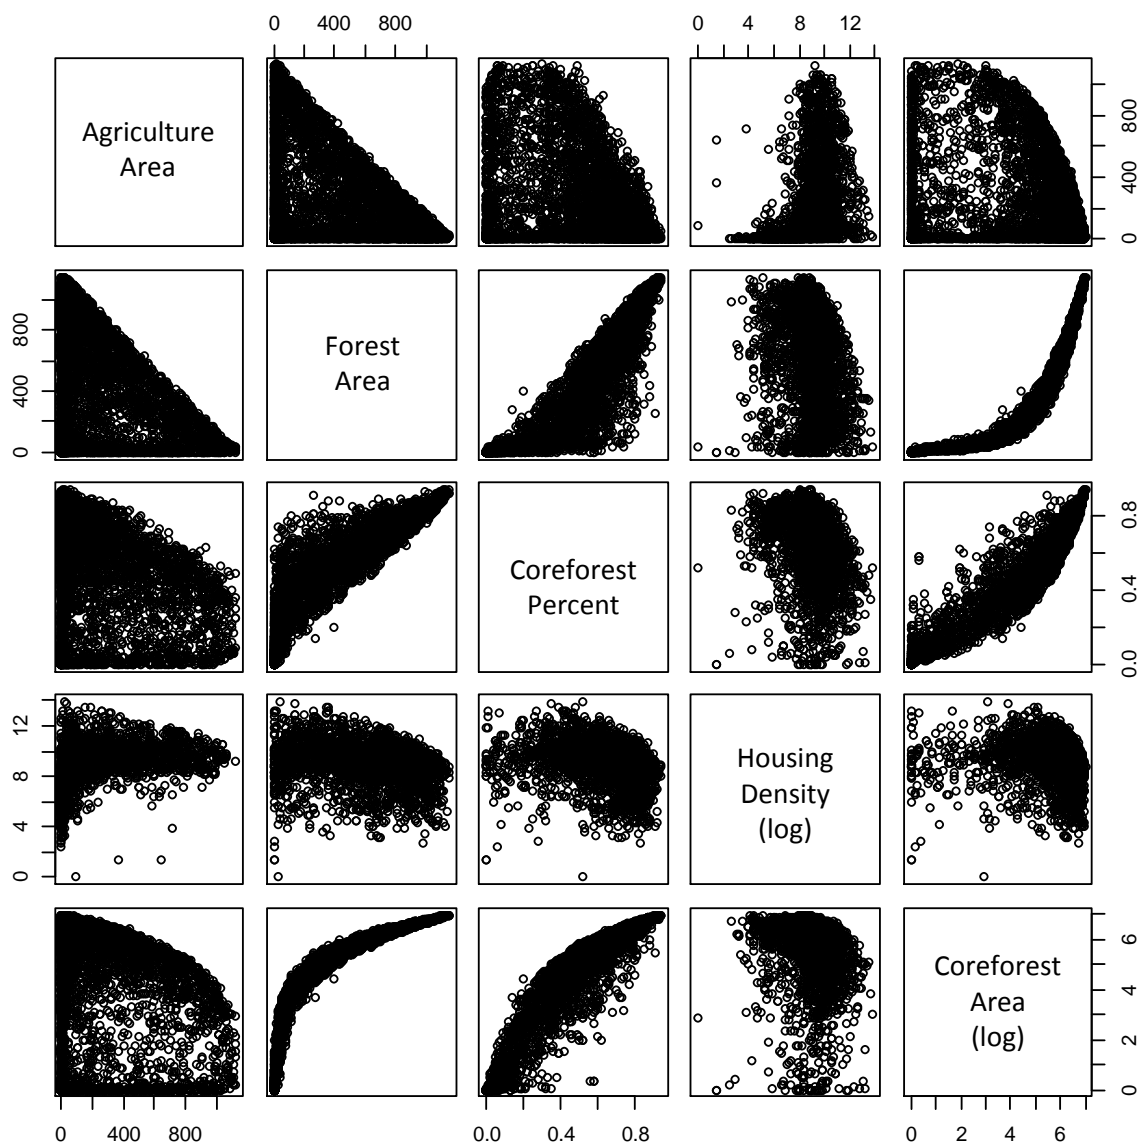 0 400 800 0 4 8 12
Agriculture
Area
0 400 800
0 400 800
Forest
Area
Coreforest
Percent
0.0 0.4 0.8
0 4 8 12
Housing
Density
(log)
Coreforest
Area
(log)
0 2 4 6
0 400 800 0.0 0.4 0.8 0 2 4 6